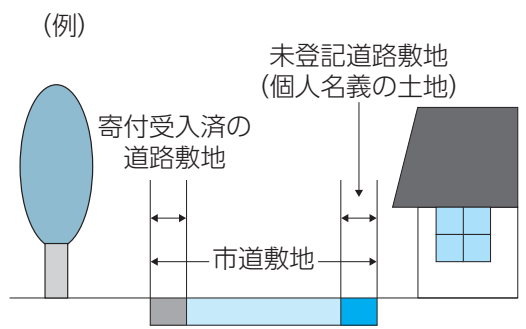 (例)
未登記道路敷地
(個人名義の土地)
寄付受入済の
道路敷地
市道敷地